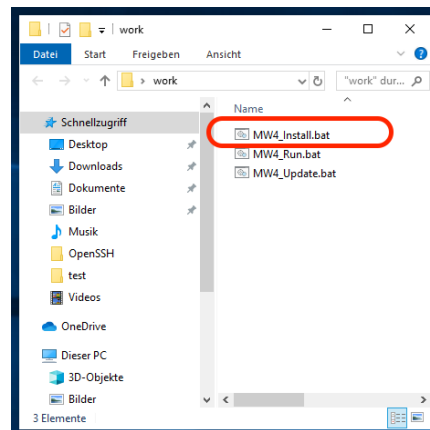 work
Datei Start Freigeben Ansicht
work "work" dur...
Name
Schnellzugriff
MW4_Install.bat
Desktop
MW4_Run.bat
Downloads
MW4_Update.bat
Dokumente
Bilder
Musik
OpenSSH
test
Videos
OneDrive
Dieser PC
3D-Objekte
Bilder
3 Elemente